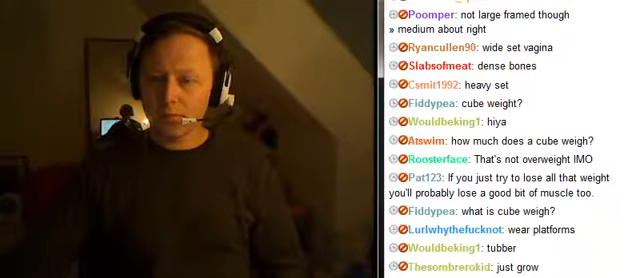 Poomper: not large framed though
» medium about right
Ryancullen90: wide set vagina
Slabsofmeat: dense bones
Csmit1992: heavy set
Fiddypea: cube weight?
Wouldbeking1: hiya
Atswim: how much does a cube weigh?
Roosterface: That's not overweight IMO
Pat123: If you just try to lose all that weight
you'll probably lose a good bit of muscle too.
Fiddypea: what is cube weigh?
Lurlwhythefucknot: wear platforms
Wouldbeking1: tubber
Thesombrerokid: just grow